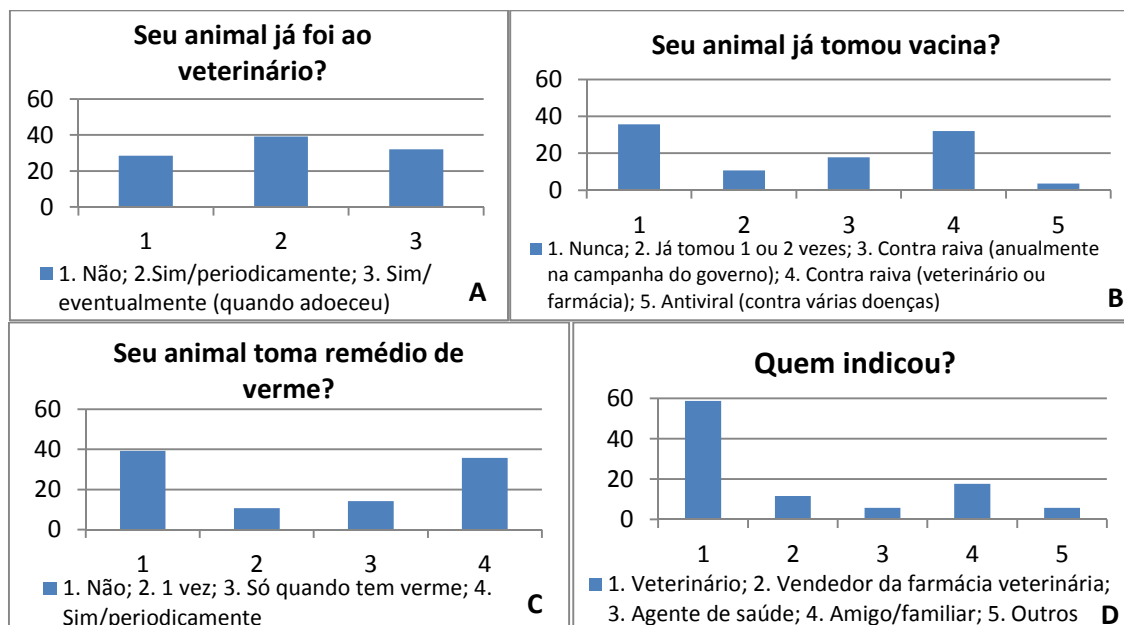 Seu animal já foi ao
veterinário?
60
40
20
0
1 2 3
1. Não; 2.Sim/periodicamente; 3. Sim/
eventualmente (quando adoeceu)
A
Seu animal já tomou vacina?
60
40
20
0
1 2 3 4 5
1. Nunca; 2. Já tomou 1 ou 2 vezes; 3. Contra raiva (anualmente
na campanha do governo); 4. Contra raiva (veterinário ou
farmácia); 5. Antiviral (contra várias doenças)
B
Seu animal toma remédio de
verme?
60
40
20
0
1 2 3 4
1. Não; 2. 1 vez; 3. Só quando tem verme; 4.
Sim/periodicamente
C
Quem indicou?
60
40
20
0
1 2 3 4 5
1. Veterinário; 2. Vendedor da farmácia veterinária;
3. Agente de saúde; 4. Amigo/familiar; 5. Outros
D